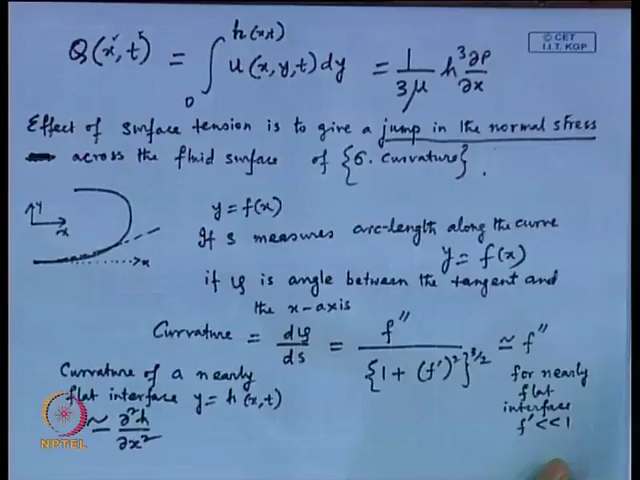 Q(x,t) = ∫₀^{h(x,t)} u(x,y,t)dy = 1/3μ h³ ∂P/∂x
© CET
I.I.T. KGP
Effect of surface tension is to give a jump in the normal stress
across the fluid surface of {σ. curvature}.
y
x
x
y = f(x)
If s measures arc-length along the curve
y = f(x)
if φ is angle between the tangent and
the x-axis
Curvature = dφ/ds = f″/{1 + (f′)²}^{3/2} ≃ f″
for nearly
flat
interface
f′ << 1
Curvature of a nearly
flat interface y = h(x,t)
≃ ∂²h/∂x²
NPTEL